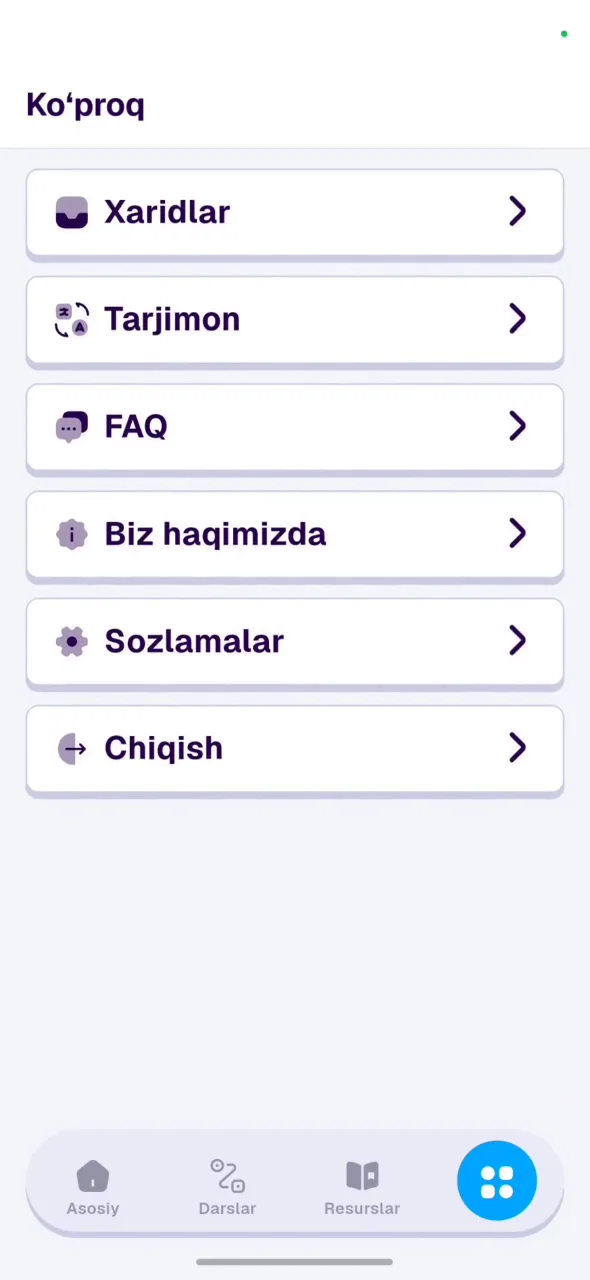 Ko‘proq
Xaridlar
Tarjimon
FAQ
Biz haqimizda
Sozlamalar
Chiqish
Asosiy
Darslar
Resurslar